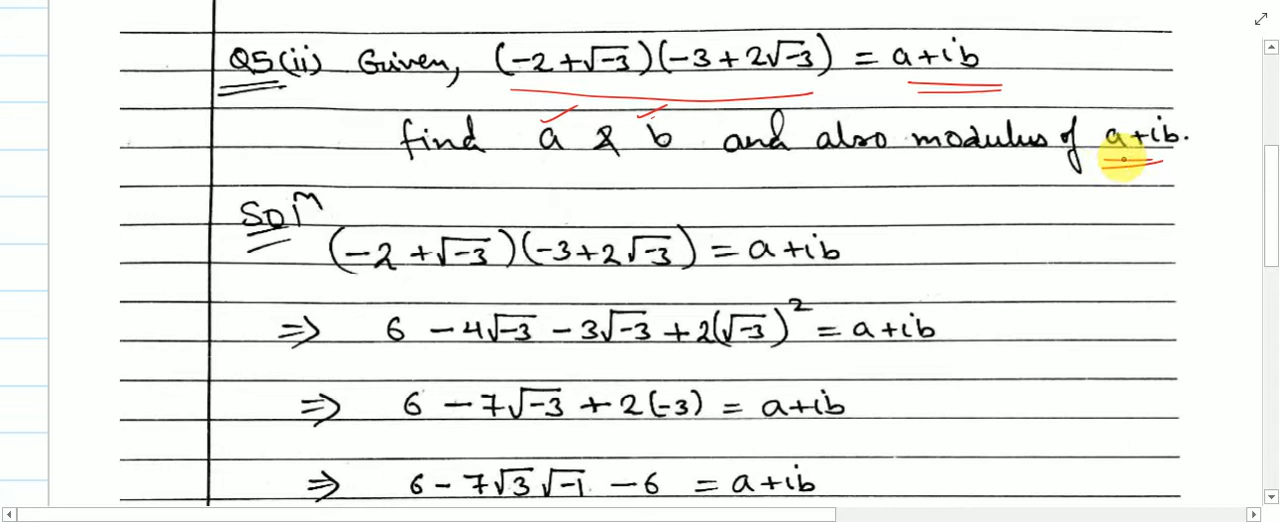 Q5(ii) Given, (-2+√-3)(-3+2√-3) = a+ib
find a & b and also modulus of a+ib.
Solⁿ
(-2+√-3)(-3+2√-3) = a+ib
⇒ 6 -4√-3 -3√-3 +2(√-3)² = a+ib
⇒ 6 -7√-3 +2(-3) = a+ib
⇒ 6 -7√3 √-1 -6 = a+ib